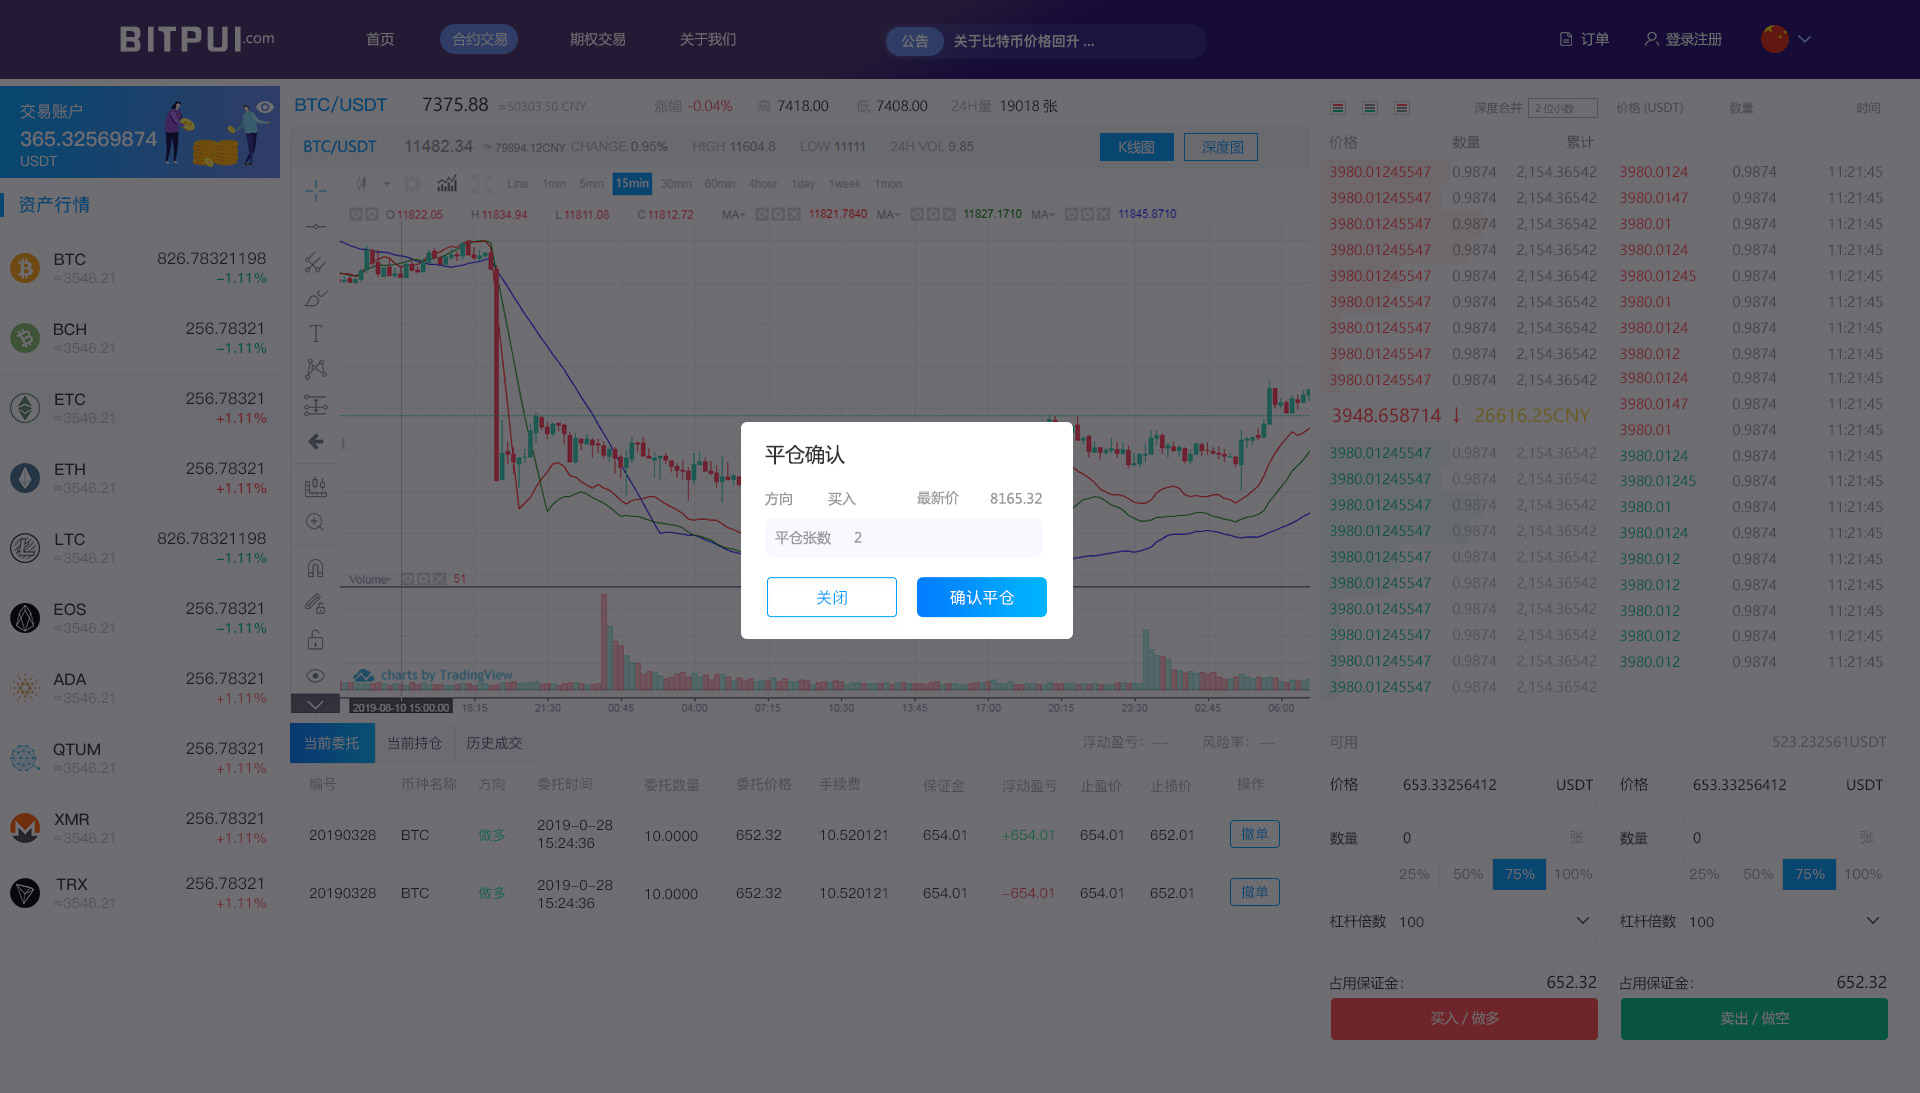 BITPUI.com 首页 合约交易 期权交易 关于我们 公告 关于比特币价格回升 ... 订单 登录注册
交易账户
365.32569874
USDT
资产行情
BTC 826.78321198
≈3546.21 −1.11%
BCH 256.78321
≈3546.21 −1.11%
ETC 256.78321
≈3546.21 +1.11%
ETH 256.78321
≈3546.21 +1.11%
LTC 826.78321198
≈3546.21 −1.11%
EOS 256.78321
≈3546.21 −1.11%
ADA 256.78321
≈3546.21 +1.11%
QTUM 256.78321
≈3546.21 +1.11%
XMR 256.78321
≈3546.21 +1.11%
TRX 256.78321
≈3546.21 +1.11%
BTC/USDT 7375.88 ≈50303.50 CNY 涨幅 -0.04% 高 7418.00 低 7408.00 24H量 19018 张
BTC/USDT 11482.34 ≈ 79894.12CNY CHANGE 0.95% HIGH 11604.8 LOW 11111 24H VOL 9.85 K线图 深度图
Line 1min 5min 15min 30min 60min 4hour 1day 1week 1mon
O 11822.05 H 11834.94 L 11811.08 C 11812.72 MA 11821.7840 MA 11827.1710 MA 11845.8710
Volume 51
charts by TradingView
2019-08-10 15:00:00 18:15 21:30 00:45 04:00 07:15 10:30 13:45 17:00 20:15 23:30 02:45 06:00
平仓确认
方向 买入 最新价 8165.32
平仓张数 2
关闭 确认平仓
当前委托 当前持仓 历史成交 浮动盈亏： −− 风险率： −−
编号 币种名称 方向 委托时间 委托数量 委托价格 手续费 保证金 浮动盈亏 止盈价 止损价 操作
20190328 BTC 做多 2019-0-28 15:24:36 10.0000 652.32 10.520121 654.01 +654.01 654.01 652.01 撤单
20190328 BTC 做多 2019-0-28 15:24:36 10.0000 652.32 10.520121 654.01 −654.01 654.01 652.01 撤单
深度合并 2 位小数
价格 数量 累计
3980.01245547 0.9874 2,154.36542
3980.01245547 0.9874 2,154.36542
3980.01245547 0.9874 2,154.36542
3980.01245547 0.9874 2,154.36542
3980.01245547 0.9874 2,154.36542
3980.01245547 0.9874 2,154.36542
3980.01245547 0.9874 2,154.36542
3980.01245547 0.9874 2,154.36542
3980.01245547 0.9874 2,154.36542
3948.658714 ↓ 26616.25CNY
3980.01245547 0.9874 2,154.36542
3980.01245547 0.9874 2,154.36542
3980.01245547 0.9874 2,154.36542
3980.01245547 0.9874 2,154.36542
3980.01245547 0.9874 2,154.36542
3980.01245547 0.9874 2,154.36542
3980.01245547 0.9874 2,154.36542
3980.01245547 0.9874 2,154.36542
3980.01245547 0.9874 2,154.36542
3980.01245547 0.9874 2,154.36542
价格 (USDT) 数量 时间
3980.0124 0.9874 11:21:45
3980.0147 0.9874 11:21:45
3980.01 0.9874 11:21:45
3980.0124 0.9874 11:21:45
3980.01245 0.9874 11:21:45
3980.01 0.9874 11:21:45
3980.0124 0.9874 11:21:45
3980.012 0.9874 11:21:45
3980.0124 0.9874 11:21:45
3980.0147 0.9874 11:21:45
3980.01 0.9874 11:21:45
3980.0124 0.9874 11:21:45
3980.01245 0.9874 11:21:45
3980.01 0.9874 11:21:45
3980.0124 0.9874 11:21:45
3980.012 0.9874 11:21:45
3980.012 0.9874 11:21:45
3980.012 0.9874 11:21:45
3980.012 0.9874 11:21:45
3980.012 0.9874 11:21:45
可用 523.232561USDT
价格 653.33256412 USDT 价格 653.33256412 USDT
数量 0 张 数量 0 张
25% 50% 75% 100% 25% 50% 75% 100%
杠杆倍数 100 杠杆倍数 100
占用保证金： 652.32 占用保证金： 652.32
买入 / 做多 卖出 / 做空